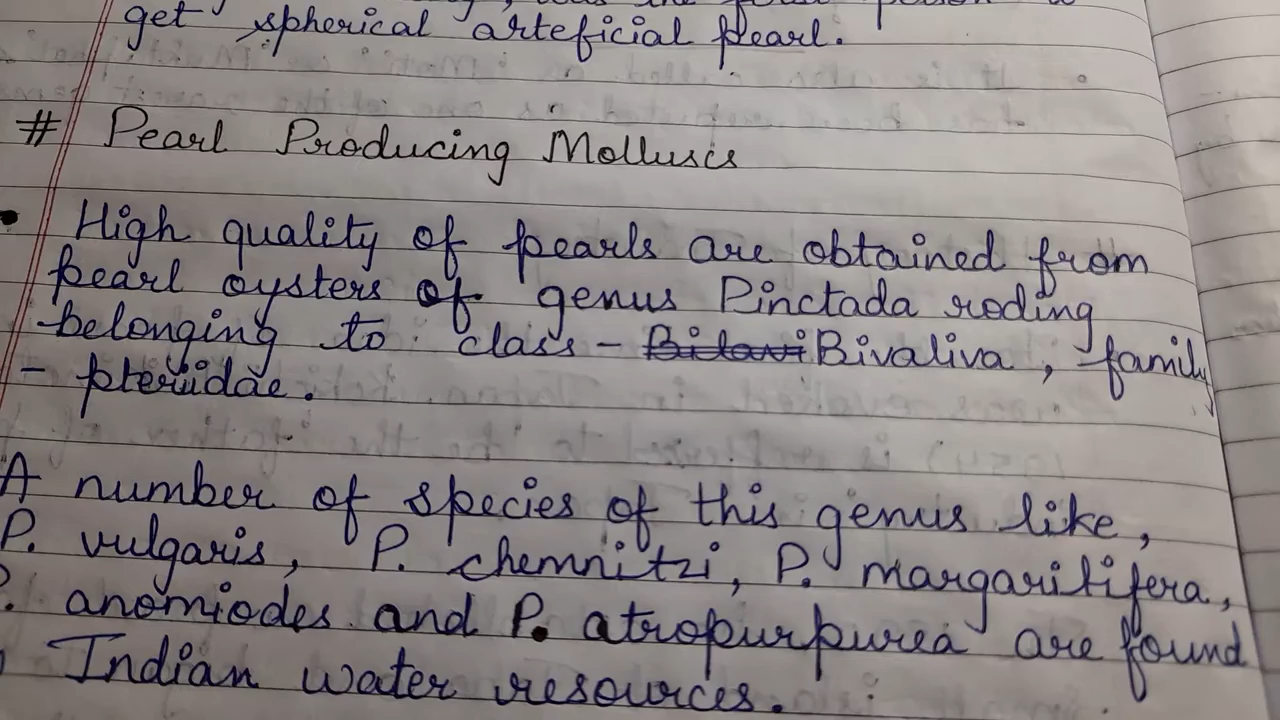 get spherical arteficial pearl.
# Pearl Producing Molluscs
• High quality of pearls are obtained from
pearl oysters of genus Pinctada roding
belonging to class - Bivaliva, family
- pteriidae.
A number of species of this genus like,
P. vulgaris, P. chemnitzi, P. margaritifera,
P. anomiodes and P. atropurpurea are found
Indian water resources.